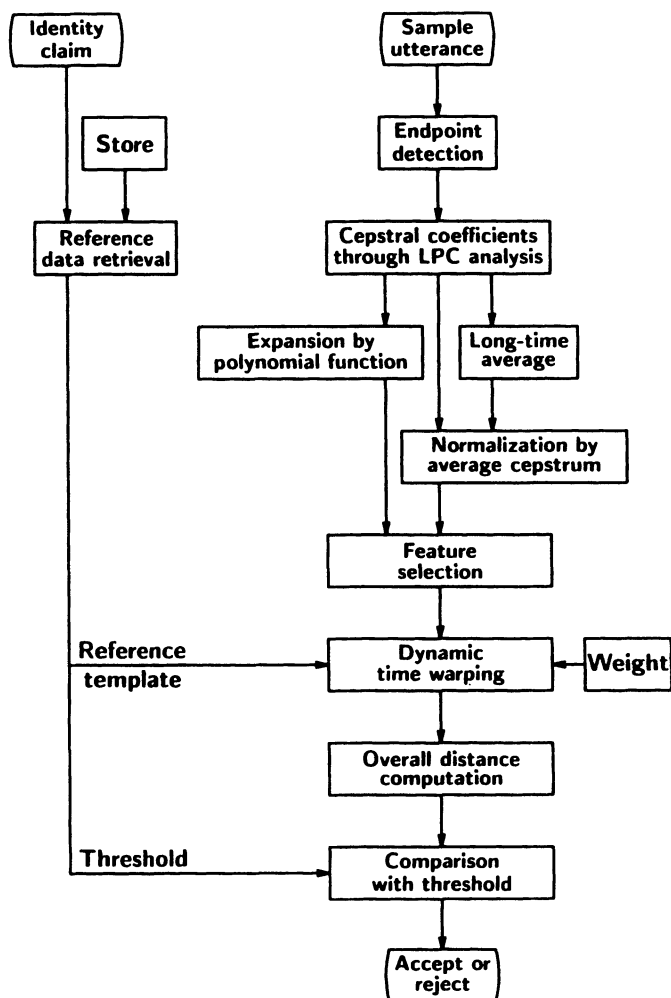 Identity
claim
Sample
utterance
Store
Endpoint
detection
Reference
data retrieval
Cepstral coefficients
through LPC analysis
Expansion by
polynomial function
Long-time
average
Normalization by
average cepstrum
Feature
selection
Reference
template
Dynamic
time warping
Weight
Overall distance
computation
Threshold
Comparison
with threshold
Accept or
reject